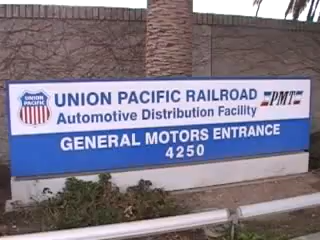 UNION PACIFIC
UNION PACIFIC RAILROAD
PMT
Automotive Distribution Facility
GENERAL MOTORS ENTRANCE
4250